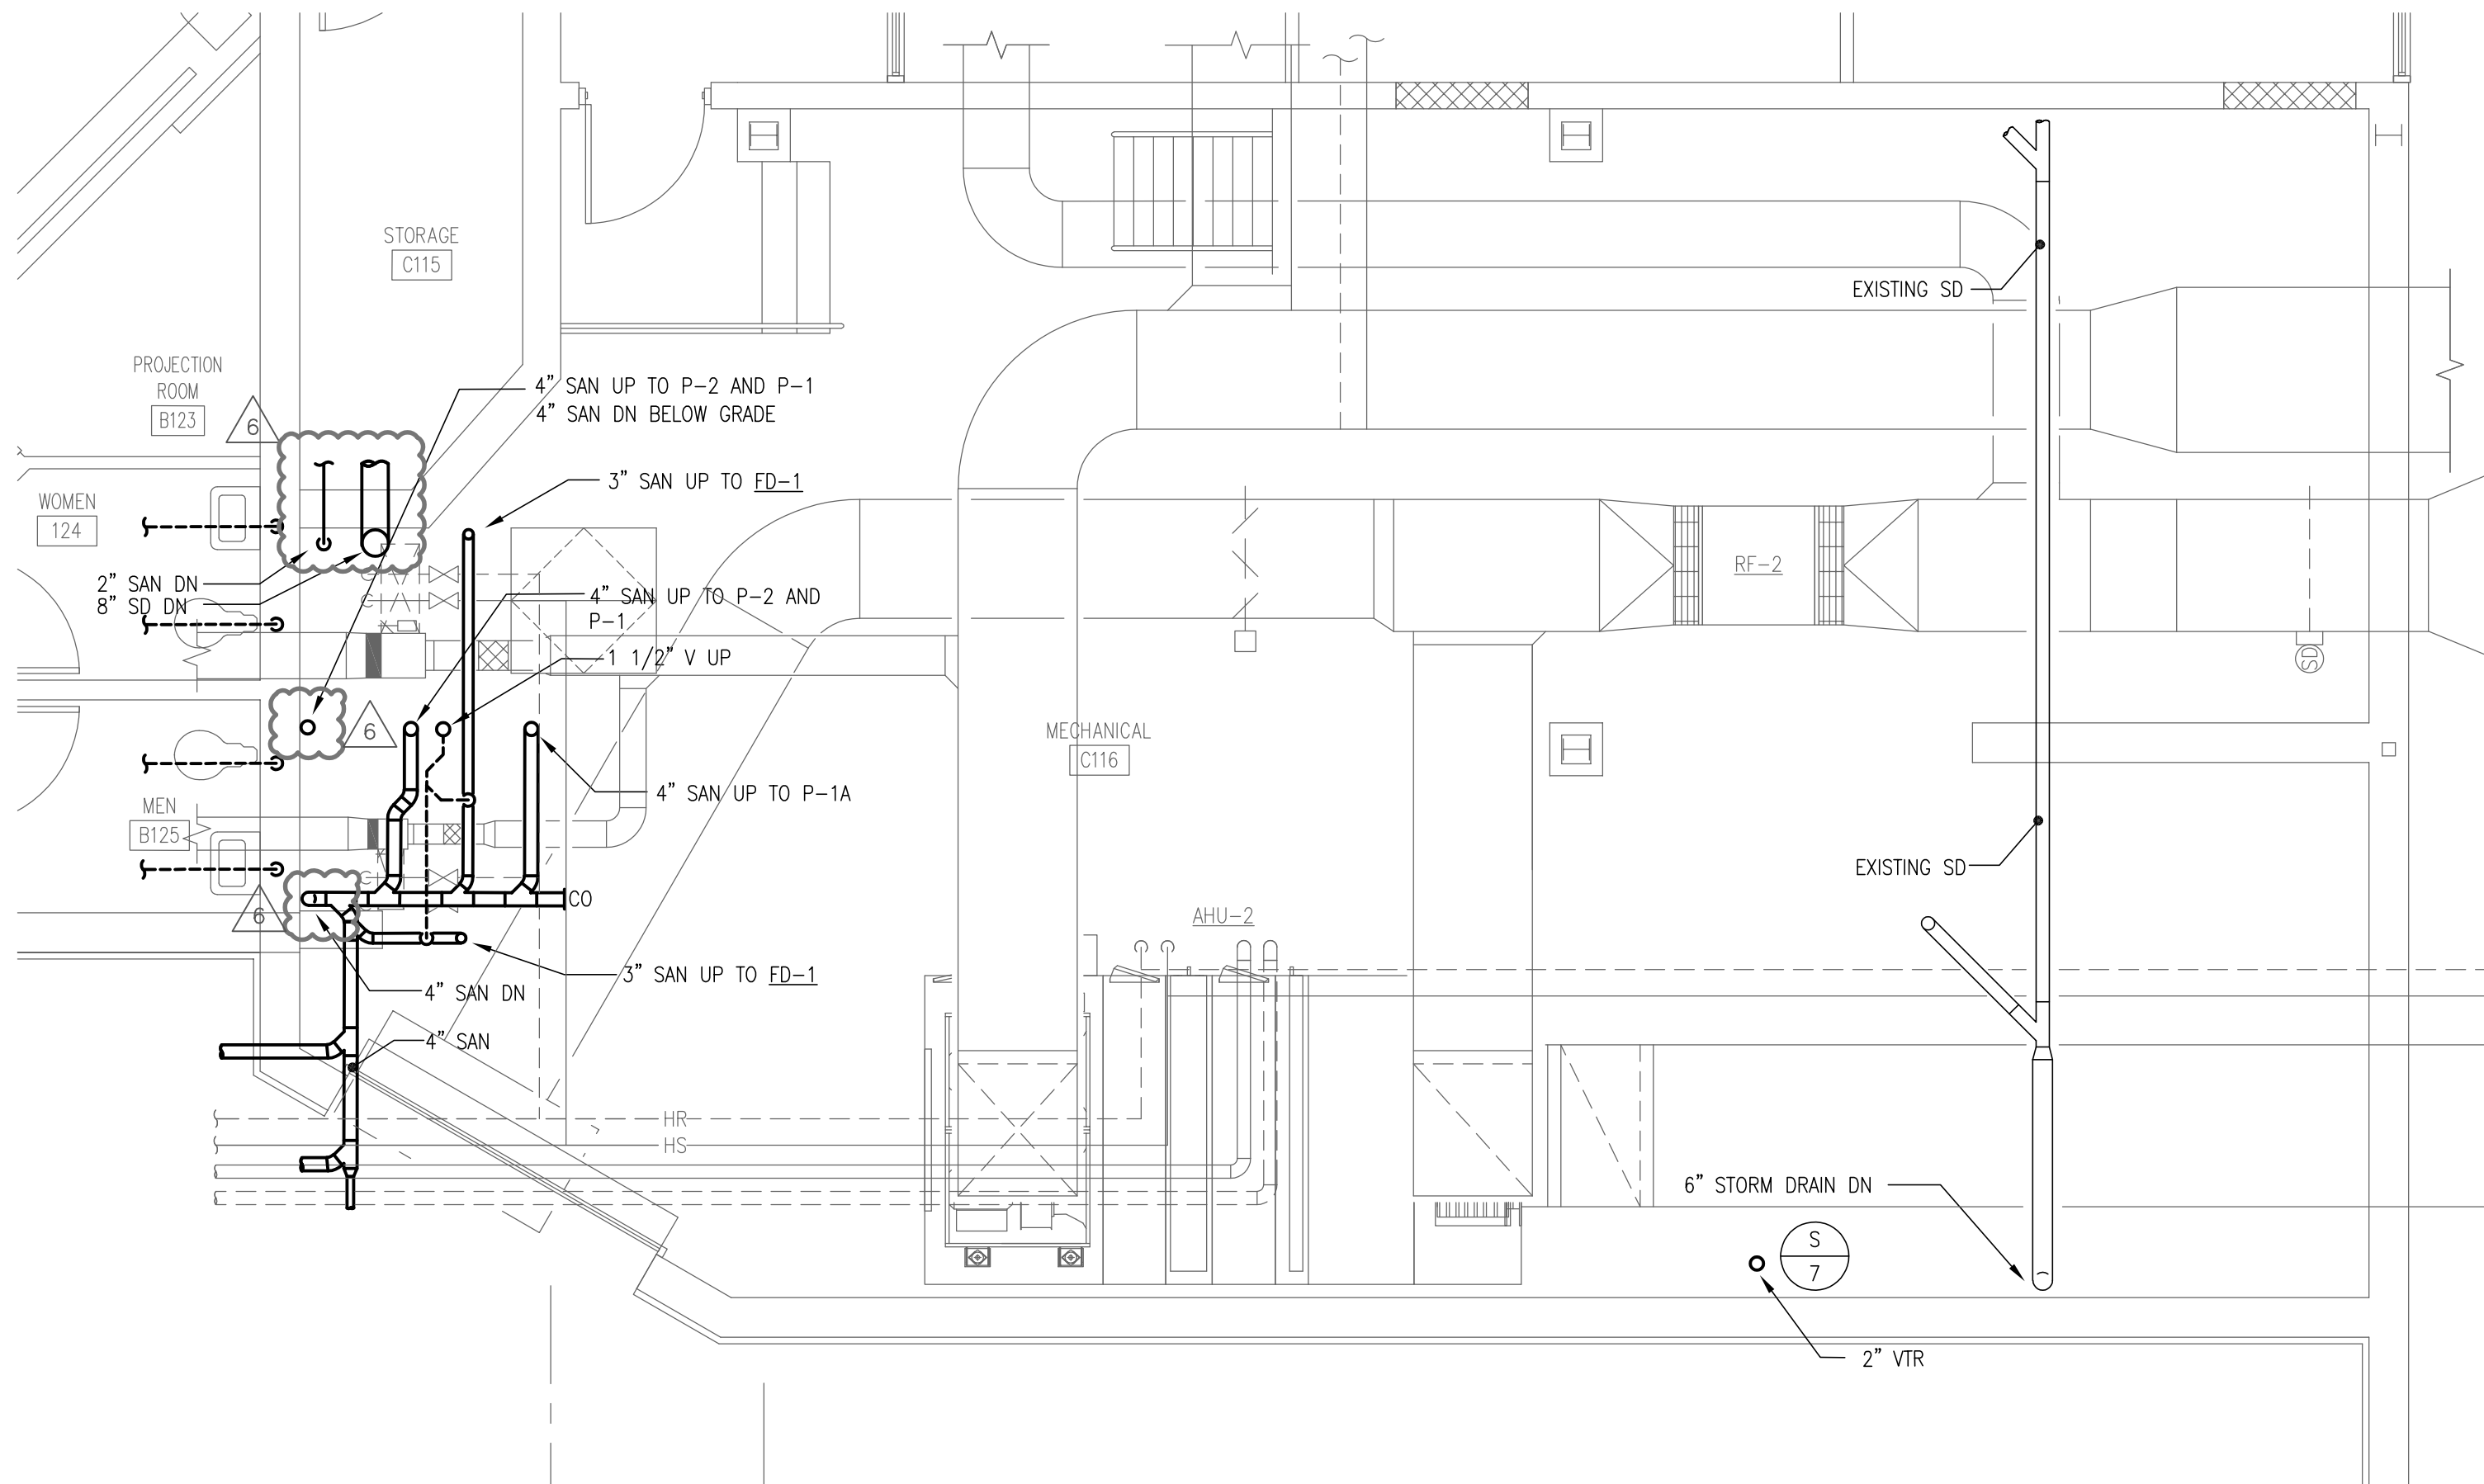 STORAGE
C115
EXISTING SD
PROJECTION
ROOM
B123
6
4” SAN UP TO P-2 AND P-1
4” SAN DN BELOW GRADE
3” SAN UP TO FD-1
WOMEN
124
2” SAN DN
8” SD DN
4” SAN UP TO P-2 AND
P-1
1 1/2” V UP
RF-2
SD
6
MECHANICAL
C116
4” SAN UP TO P-1A
MEN
B125
EXISTING SD
CO
6
AHU-2
3” SAN UP TO FD-1
4” SAN DN
4” SAN
HR
HS
6” STORM DRAIN DN
S
7
2” VTR